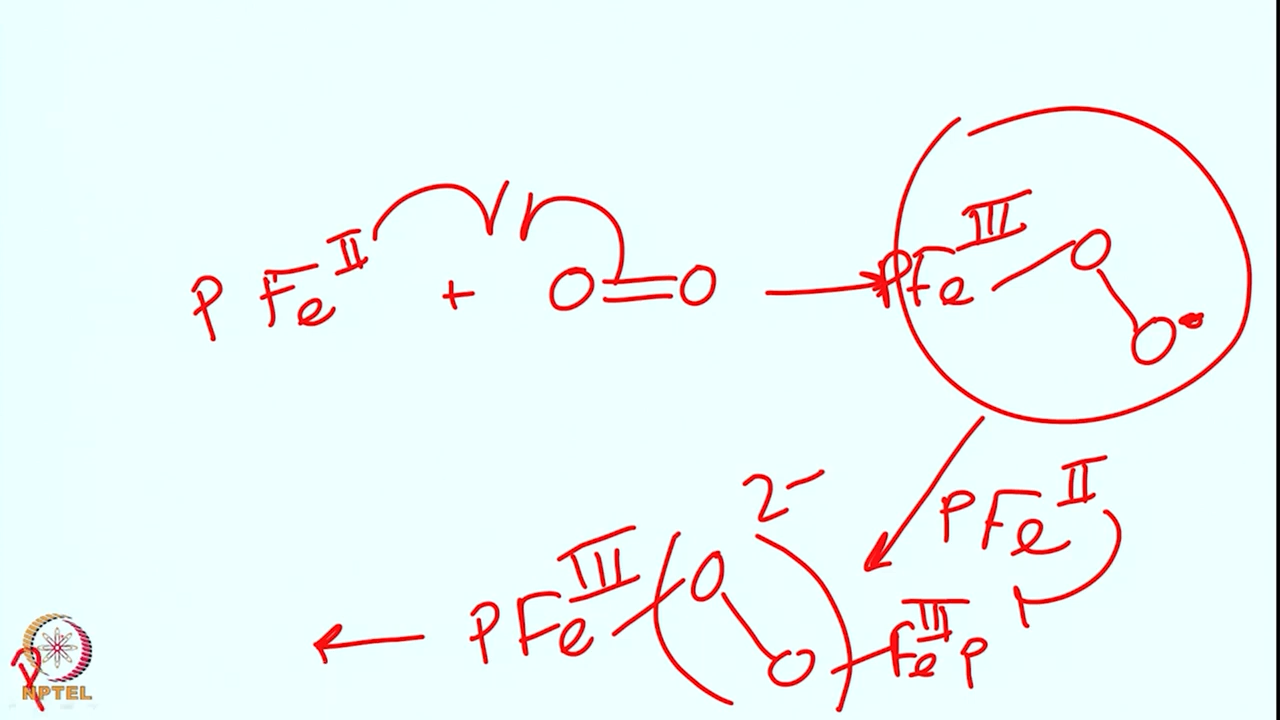 P Fe II + O=O → PFe III O O•
PFe II
← PFe III (O O) 2- Fe III P
P
NPTEL